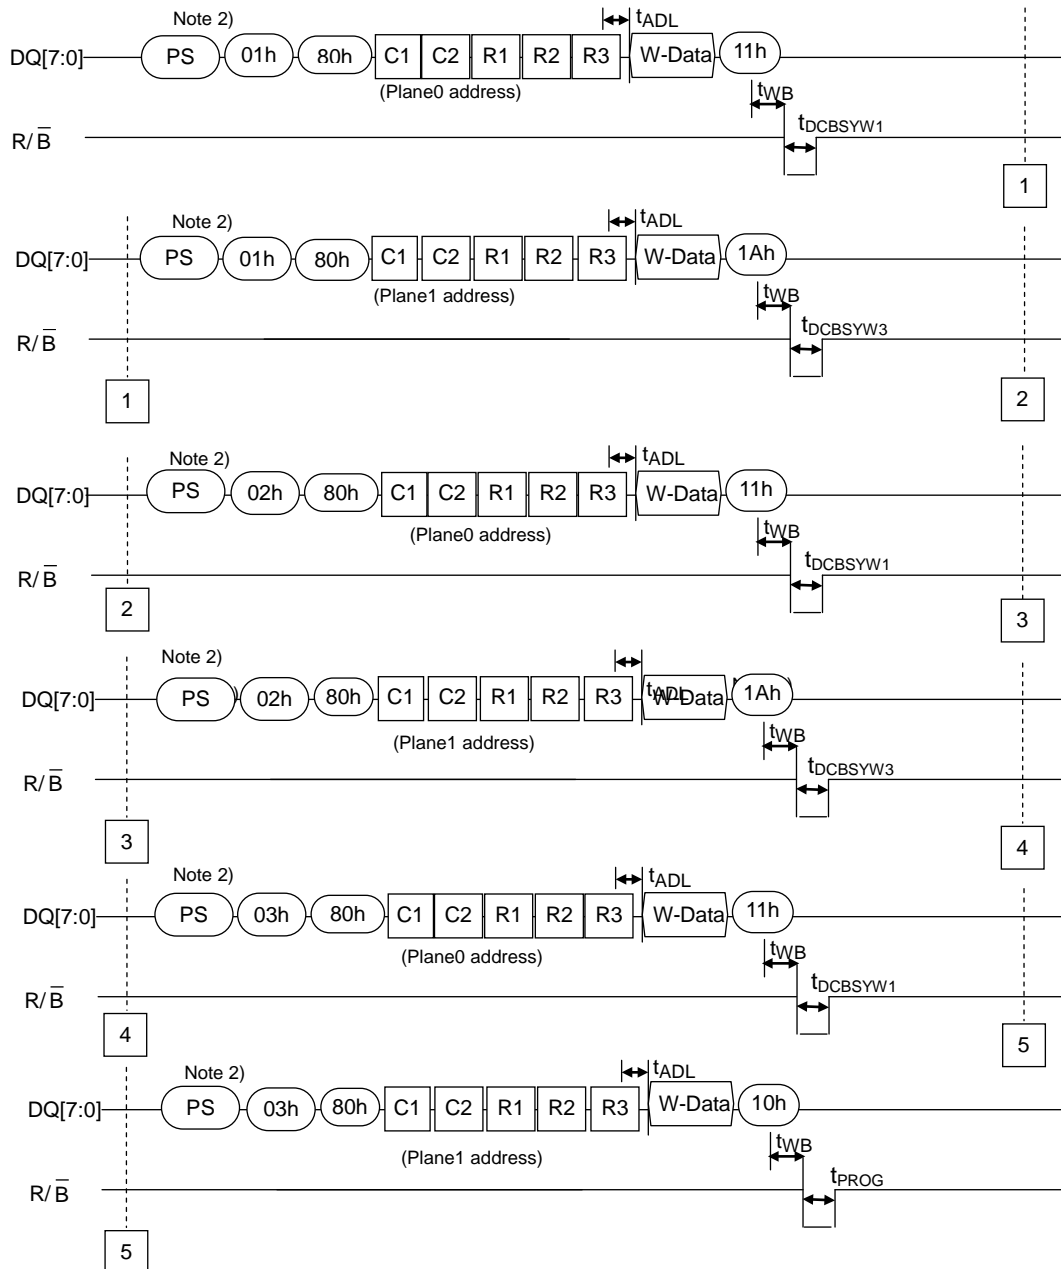 Note 2) tADL
DQ[7:0] PS 01h 80h C1 C2 R1 R2 R3 W-Data 11h
(Plane0 address) tWB
R/B̅ tDCBSYW1
1
Note 2) tADL
DQ[7:0] PS 01h 80h C1 C2 R1 R2 R3 W-Data 1Ah
(Plane1 address) tWB
R/B̅ tDCBSYW3
1 2
Note 2) tADL
DQ[7:0] PS 02h 80h C1 C2 R1 R2 R3 W-Data 11h
(Plane0 address) tWB
R/B̅ tDCBSYW1
2 3
Note 2)
DQ[7:0] PS 02h 80h C1 C2 R1 R2 R3 tADL W-Data 1Ah
(Plane1 address) tWB
R/B̅ tDCBSYW3
3 4
Note 2) tADL
DQ[7:0] PS 03h 80h C1 C2 R1 R2 R3 W-Data 11h
(Plane0 address) tWB
R/B̅ tDCBSYW1
4 5
Note 2) tADL
DQ[7:0] PS 03h 80h C1 C2 R1 R2 R3 W-Data 10h
(Plane1 address) tWB
R/B̅ tPROG
5